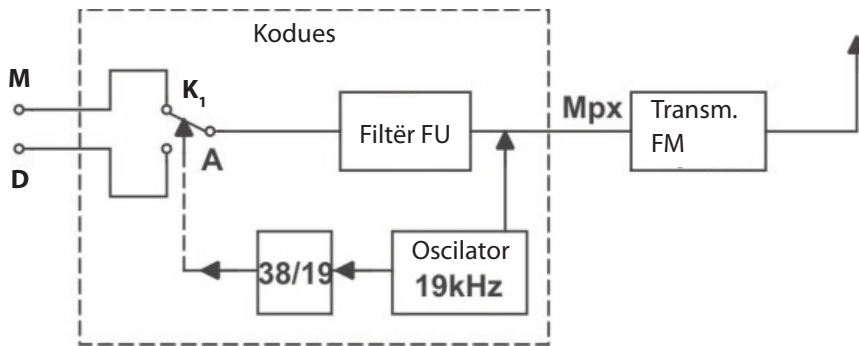 Kodues
M
K1
D
A
Filtër FU
Mpx
Transm.
FM
38/19
Oscilator
19kHz